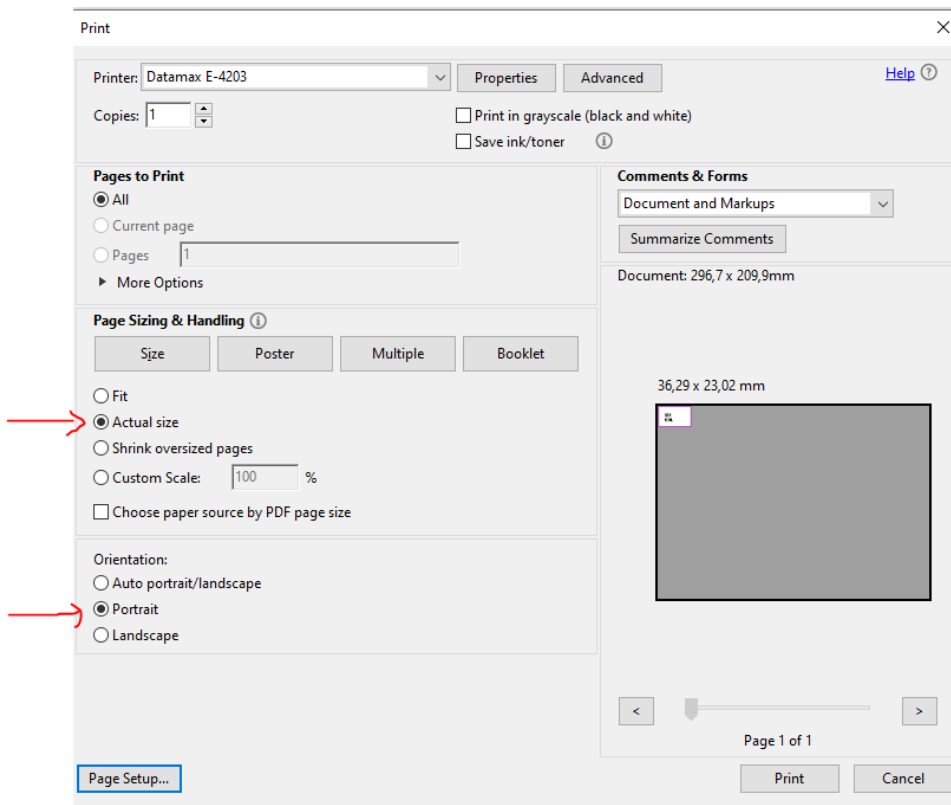 Print
Printer: Datamax E-4203 Properties Advanced Help
Copies: 1 Print in grayscale (black and white)
Save ink/toner
Pages to Print
All
Current page
Pages 1
More Options
Page Sizing & Handling
Size Poster Multiple Booklet
Fit
Actual size
Shrink oversized pages
Custom Scale: 100 %
Choose paper source by PDF page size
Orientation:
Auto portrait/landscape
Portrait
Landscape
Comments & Forms
Document and Markups
Summarize Comments
Document: 296,7 x 209,9mm
36,29 x 23,02 mm
< >
Page 1 of 1
Page Setup... Print Cancel